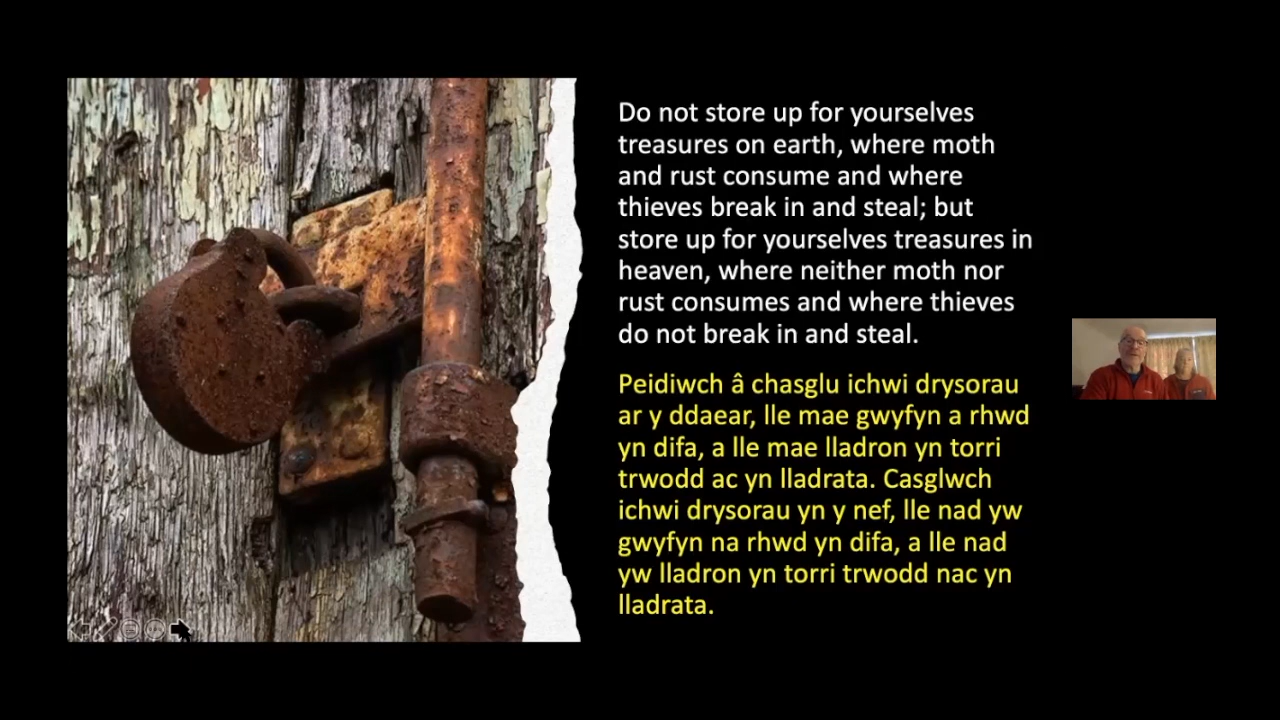 Do not store up for yourselves
treasures on earth, where moth
and rust consume and where
thieves break in and steal; but
store up for yourselves treasures in
heaven, where neither moth nor
rust consumes and where thieves
do not break in and steal.
Peidiwch â chasglu ichwi drysorau
ar y ddaear, lle mae gwyfyn a rhwd
yn difa, a lle mae lladron yn torri
trwodd ac yn lladrata. Casglwch
ichwi drysorau yn y nef, lle nad yw
gwyfyn na rhwd yn difa, a lle nad
yw lladron yn torri trwodd nac yn
lladrata.